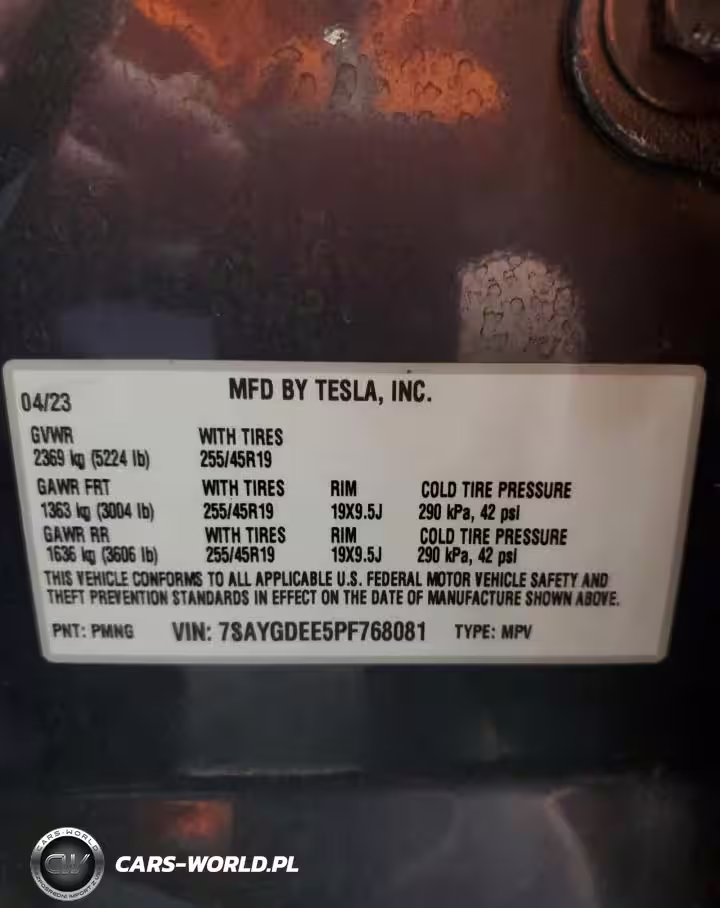 04/23
MFD BY TESLA, INC.
GVWR WITH TIRES
2369 kg (5224 lb) 255/45R19
GAWR FRT WITH TIRES RIM COLD TIRE PRESSURE
1363 kg (3004 lb) 255/45R19 19X9.5J 290 kPa, 42 psi
GAWR RR WITH TIRES RIM COLD TIRE PRESSURE
1636 kg (3606 lb) 255/45R19 19X9.5J 290 kPa, 42 psi
THIS VEHICLE CONFORMS TO ALL APPLICABLE U.S. FEDERAL MOTOR VEHICLE SAFETY AND
THEFT PREVENTION STANDARDS IN EFFECT ON THE DATE OF MANUFACTURE SHOWN ABOVE.
PNT: PMNG VIN: 7SAYGDEE5PF768081 TYPE: MPV
CARS-WORLD
CW
CARS-WORLD.PL